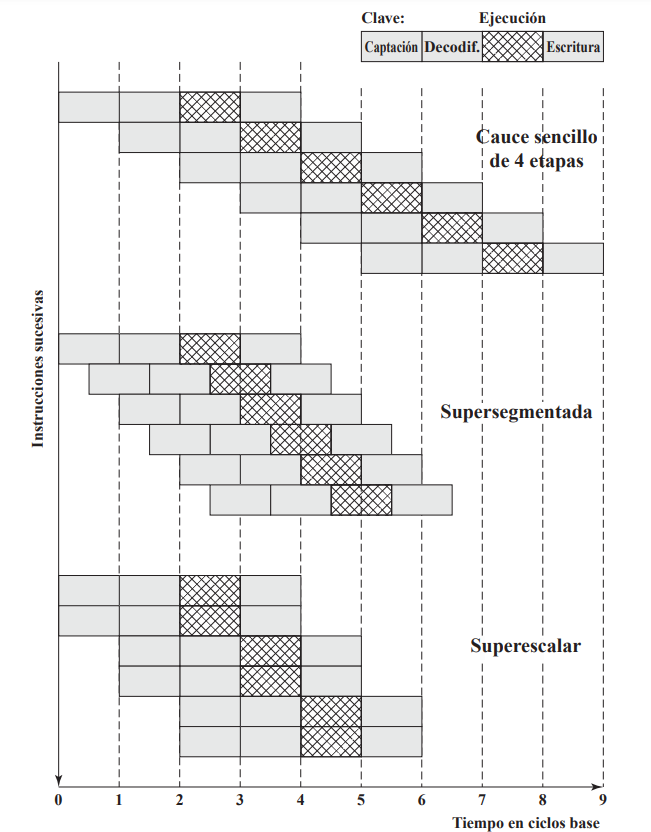 Clave: Ejecución
Captación Decodif. Escritura
Cauce sencillo
de 4 etapas
Instrucciones sucesivas
Supersegmentada
Superescalar
0 1 2 3 4 5 6 7 8 9
Tiempo en ciclos base